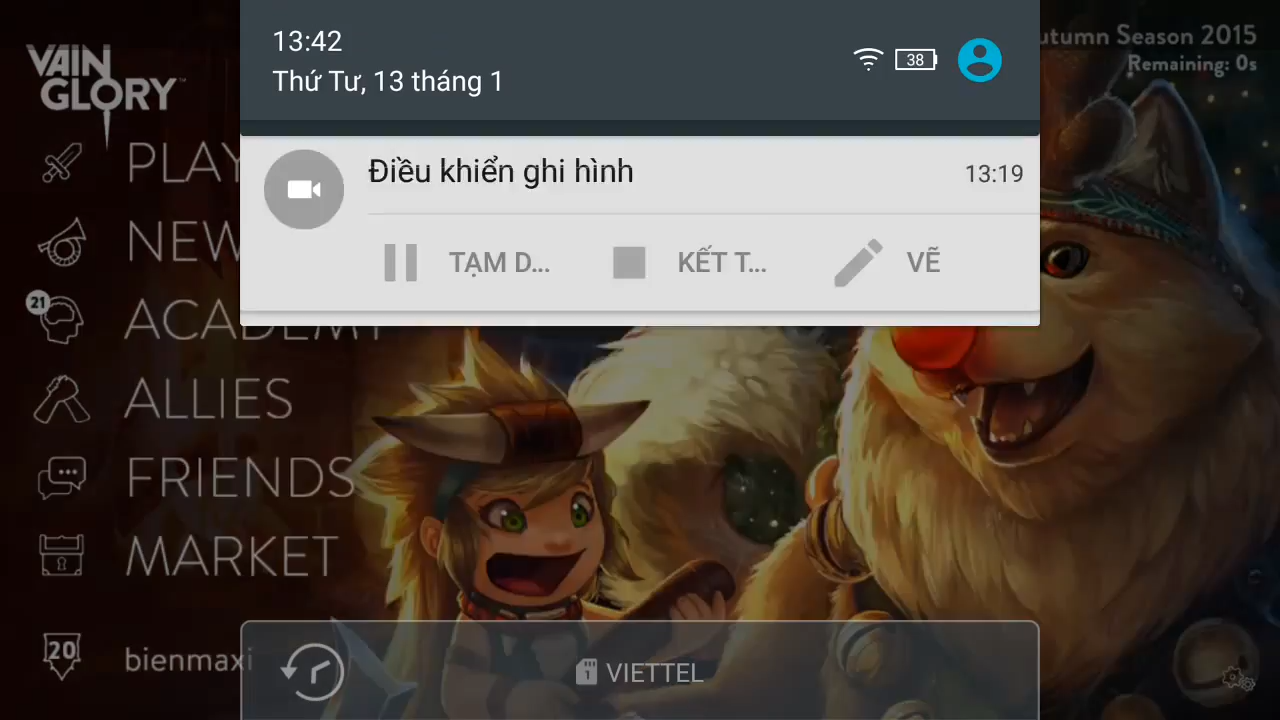 VAIN
GLORY
13:42
Thứ Tư, 13 tháng 1
38
utumn Season 2015
Remaining: 0s
PLAY
NEW
21
ACADEMY
ALLIES
FRIENDS
MARKET
20
bienmaxi
Điều khiển ghi hình
13:19
TẠM D...
KẾT T...
VẼ
1
VIETTEL